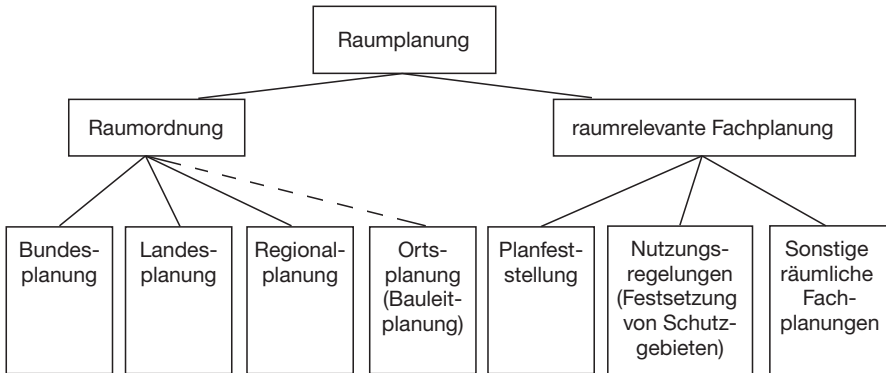 Raumplanung
Raumordnung
raumrelevante Fachplanung
Bundes-
planung
Landes-
planung
Regional-
planung
Orts-
planung
(Bauleit-
planung)
Planfest-
stellung
Nutzungs-
regelungen
(Festsetzung
von Schutz-
gebieten)
Sonstige
räumliche
Fach-
planungen